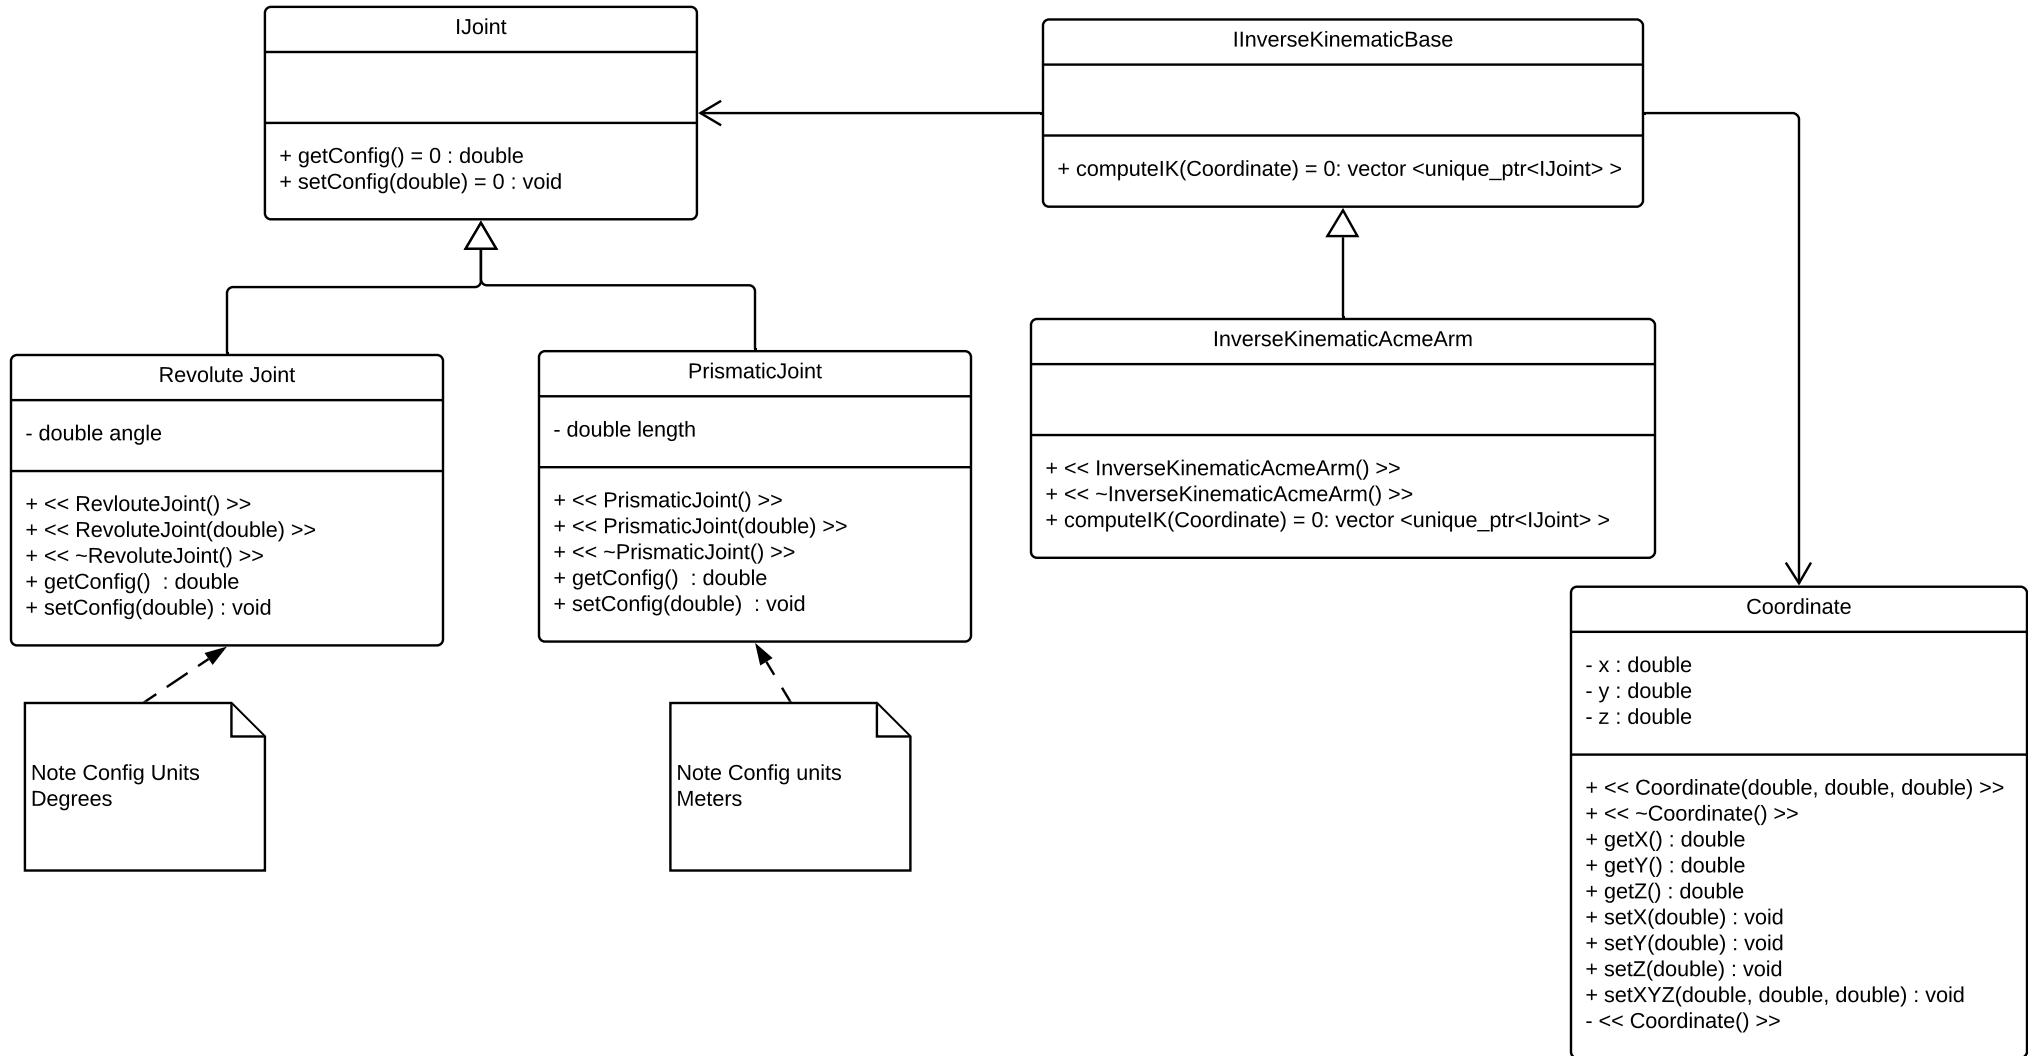 IJoint
+ getConfig() = 0 : double
+ setConfig(double) = 0 : void
IInverseKinematicBase
+ computeIK(Coordinate) = 0: vector <unique_ptr<IJoint> >
Revolute Joint
- double angle
+ << RevlouteJoint() >>
+ << RevoluteJoint(double) >>
+ << ~RevoluteJoint() >>
+ getConfig()  : double
+ setConfig(double) : void
PrismaticJoint
- double length
+ << PrismaticJoint() >>
+ << PrismaticJoint(double) >>
+ << ~PrismaticJoint() >>
+ getConfig()  : double
+ setConfig(double)  : void
InverseKinematicAcmeArm
+ << InverseKinematicAcmeArm() >>
+ << ~InverseKinematicAcmeArm() >>
+ computeIK(Coordinate) = 0: vector <unique_ptr<IJoint> >
Note Config Units
Degrees
Note Config units
Meters
Coordinate
- x : double
- y : double
- z : double
+ << Coordinate(double, double, double) >>
+ << ~Coordinate() >>
+ getX() : double
+ getY() : double
+ getZ() : double
+ setX(double) : void
+ setY(double) : void
+ setZ(double) : void
+ setXYZ(double, double, double) : void
- << Coordinate() >>